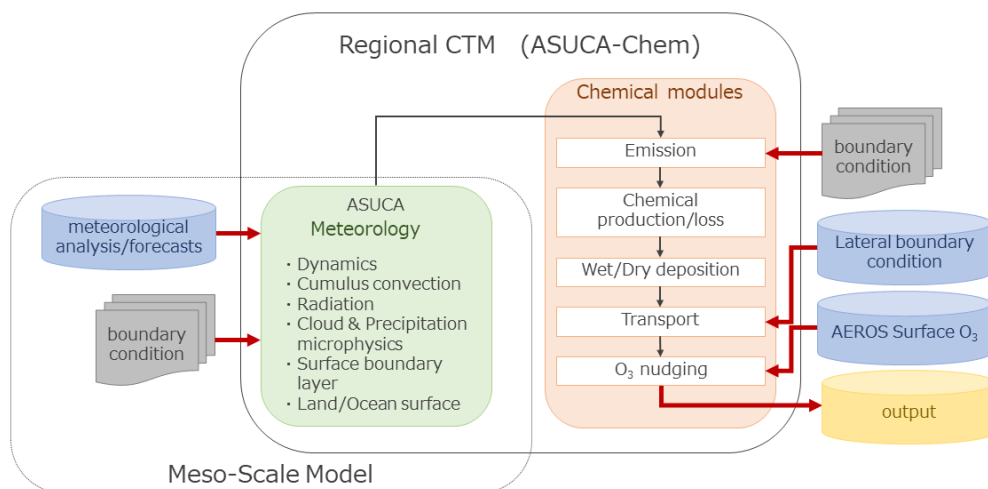 Regional CTM (ASUCA-Chem)
Chemical modules
Emission
Chemical
production/loss
Wet/Dry deposition
Transport
O₃ nudging
boundary
condition
Lateral boundary
condition
AEROS Surface O₃
output
meteorological
analysis/forecasts
boundary
condition
ASUCA
Meteorology
・Dynamics
・Cumulus convection
・Radiation
・Cloud & Precipitation
microphysics
・Surface boundary
layer
・Land/Ocean surface
Meso-Scale Model